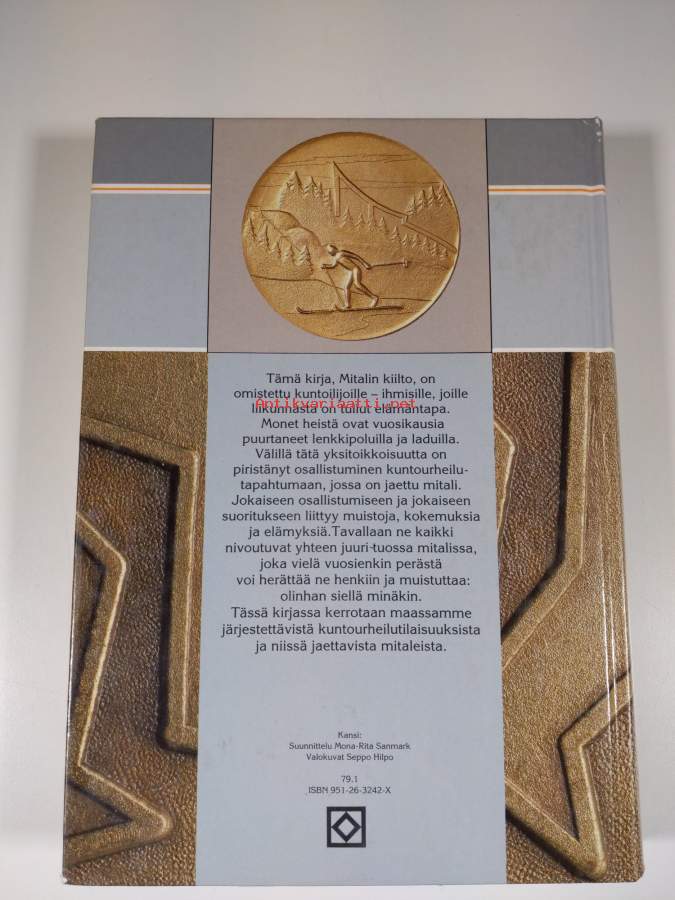 Tämä kirja, Mitalin kiilto, on
omistettu kuntoilijoille – ihmisille, joille
Antikvariaatti.net
liikunnasta on tullut elämäntapa.
Monet heistä ovat vuosikausia
puurtaneet lenkkipoluilla ja laduilla.
Välillä tätä yksitoikkoisuutta on
piristänyt osallistuminen kuntourheilu-
tapahtumaan, jossa on jaettu mitali.
Jokaiseen osallistumiseen ja jokaiseen
suoritukseen liittyy muistoja, kokemuksia
ja elämyksiä.Tavallaan ne kaikki
nivoutuvat yhteen juuri-tuossa mitalissa,
joka vielä vuosienkin perästä
voi herättää ne henkiin ja muistuttaa:
olinhan siellä minäkin.
Tässä kirjassa kerrotaan maassamme
järjestettävistä kuntourheilutilaisuuksista
ja niissä jaettavista mitaleista.
Kansi:
Suunnittelu Mona-Rita Sanmark
Valokuvat Seppo Hilpo
79.1
ISBN 951-26-3242-X